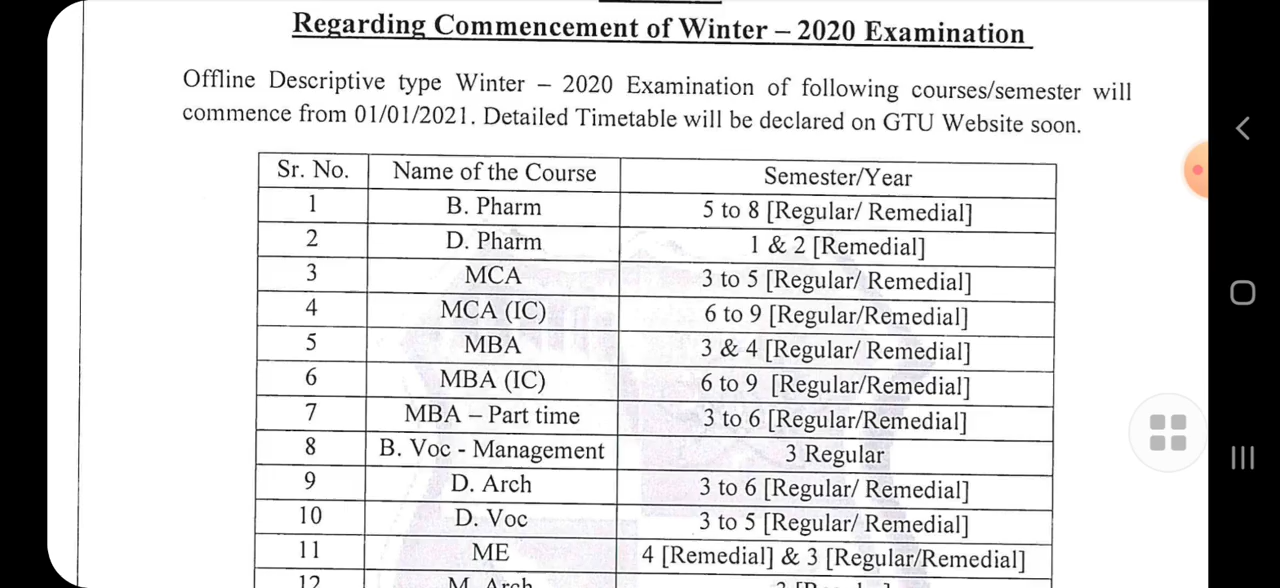 Regarding Commencement of Winter – 2020 Examination
Offline Descriptive type Winter – 2020 Examination of following courses/semester will
commence from 01/01/2021. Detailed Timetable will be declared on GTU Website soon.
Sr. No. Name of the Course Semester/Year
1 B. Pharm 5 to 8 [Regular/ Remedial]
2 D. Pharm 1 & 2 [Remedial]
3 MCA 3 to 5 [Regular/ Remedial]
4 MCA (IC) 6 to 9 [Regular/Remedial]
5 MBA 3 & 4 [Regular/ Remedial]
6 MBA (IC) 6 to 9 [Regular/Remedial]
7 MBA – Part time 3 to 6 [Regular/Remedial]
8 B. Voc - Management 3 Regular
9 D. Arch 3 to 6 [Regular/ Remedial]
10 D. Voc 3 to 5 [Regular/ Remedial]
11 ME 4 [Remedial] & 3 [Regular/Remedial]
12 M. Arch